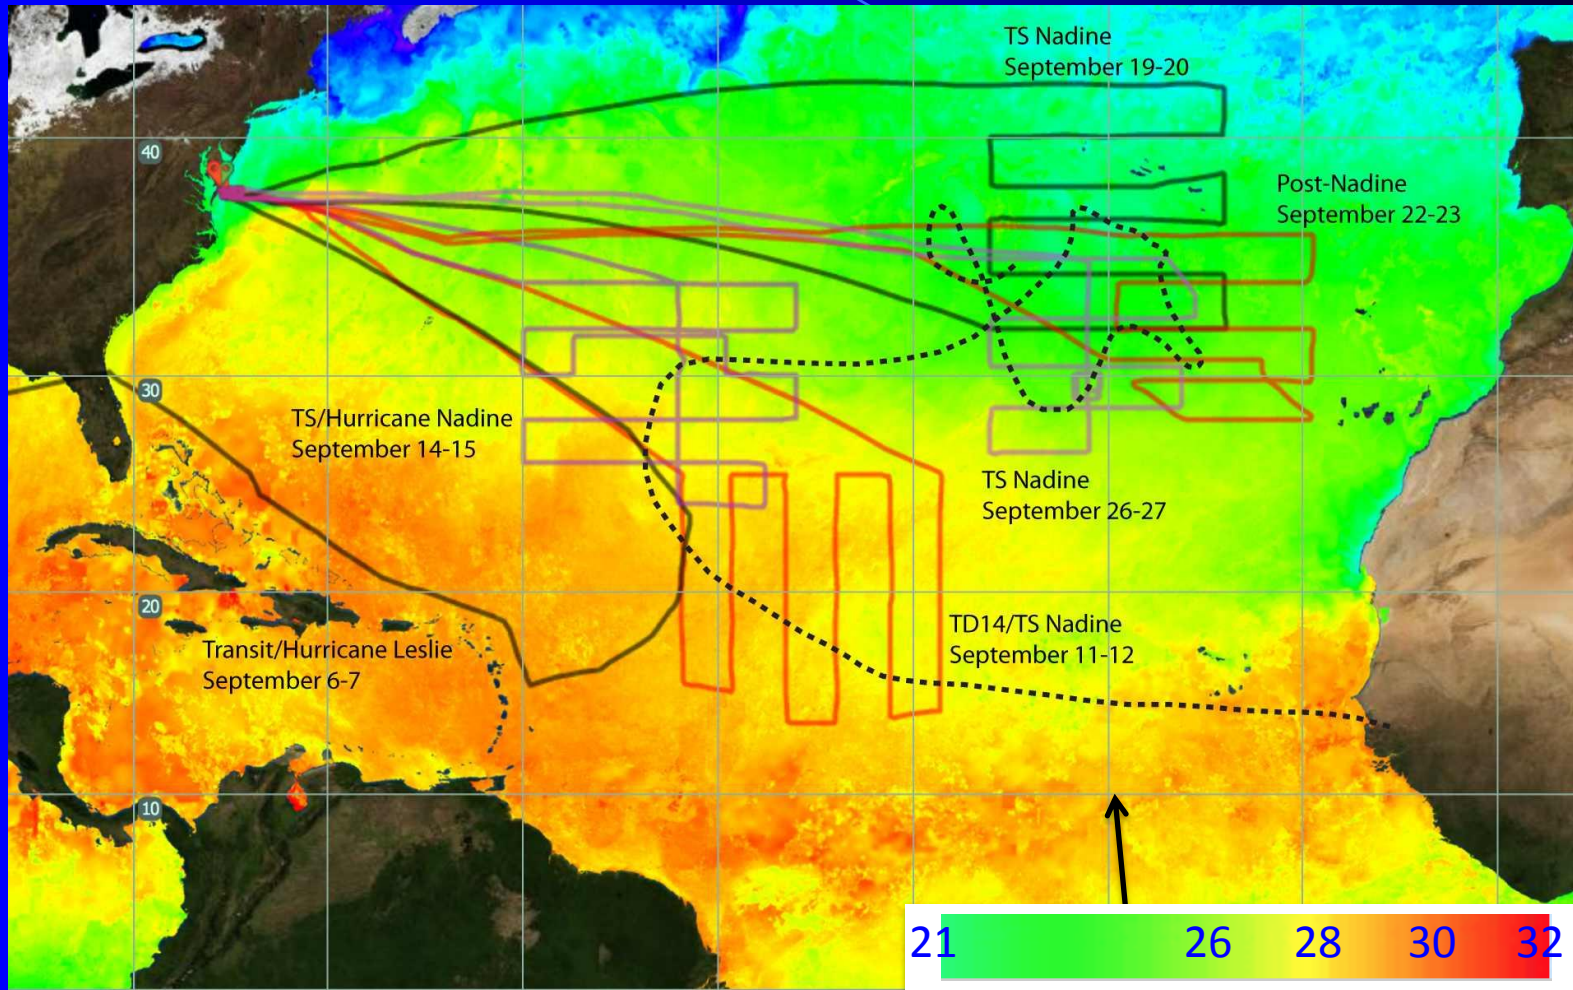 TS Nadine
September 19-20
40
Post-Nadine
September 22-23
30
TS/Hurricane Nadine
September 14-15
TS Nadine
September 26-27
20
TD14/TS Nadine
September 11-12
Transit/Hurricane Leslie
September 6-7
10
21 26 28 30 32